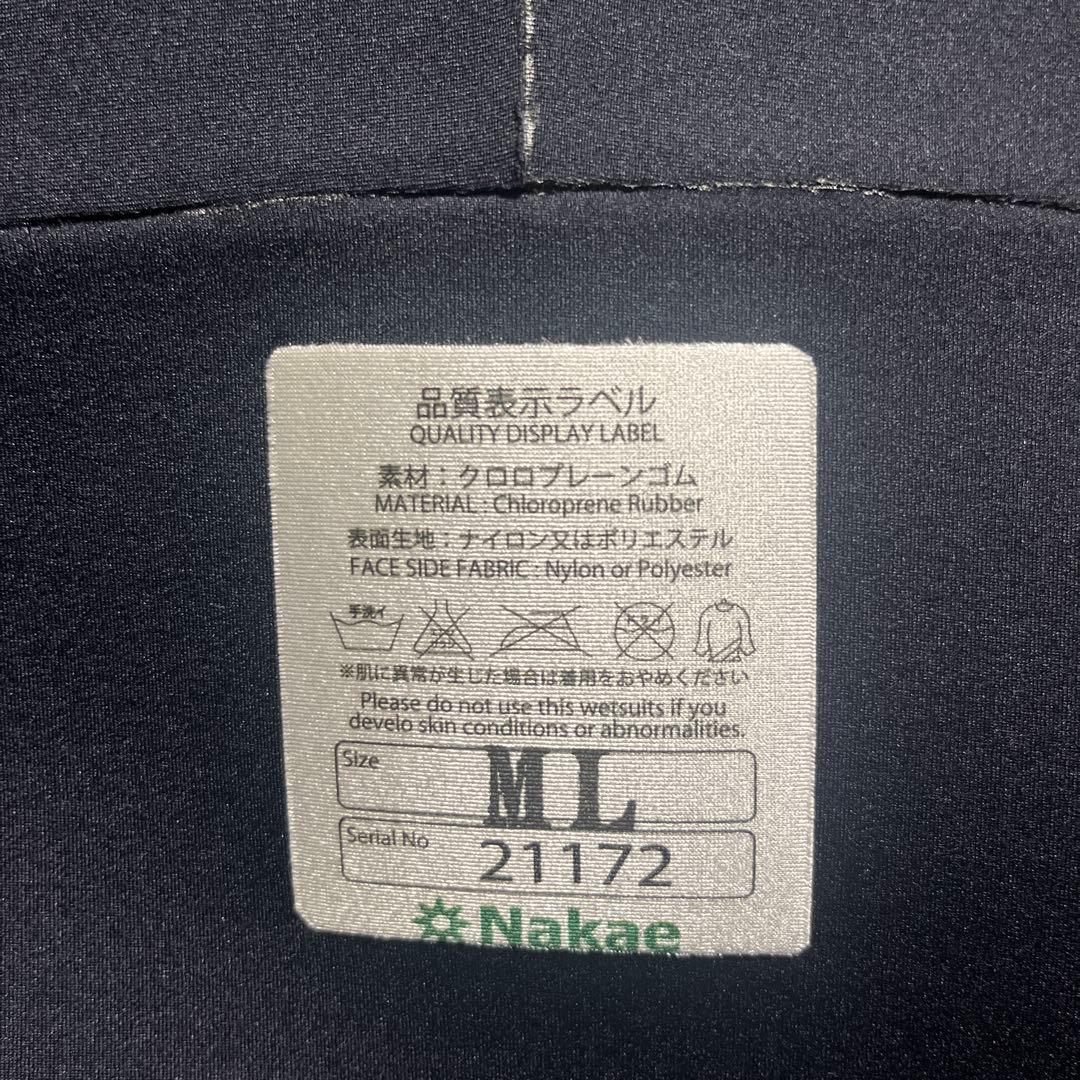 品質表示ラベル
QUALITY DISPLAY LABEL
素材：クロロプレーンゴム
MATERIAL : Chloroprene Rubber
表面生地：ナイロン又はポリエステル
FACE SIDE FABRIC : Nylon or Polyester
手洗イ
※肌に異常が生じた場合は着用をおやめください
Please do not use this wetsuits if you
develo skin conditions or abnormalities.
Size ML
Serial No 21172
Nakae